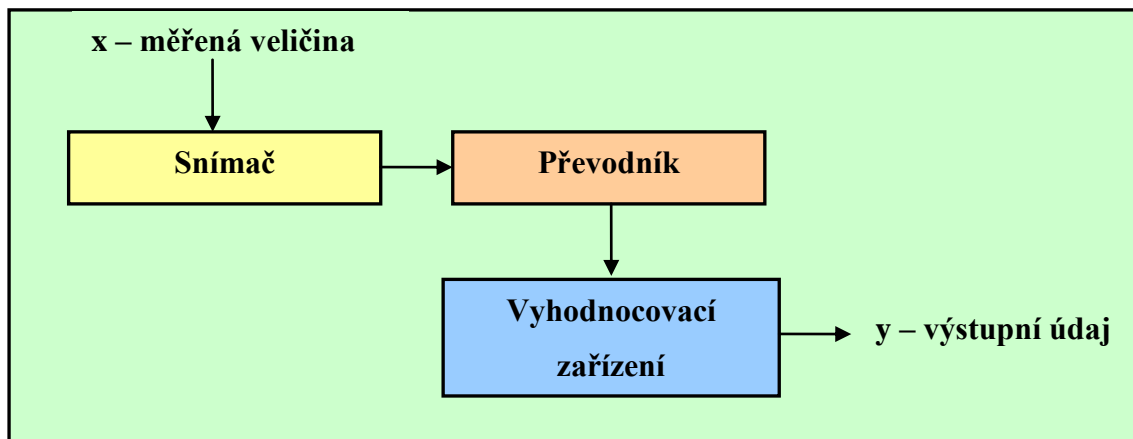 x – měřená veličina
Snímač
Převodník
Vyhodnocovací
zařízení
y – výstupní údaj